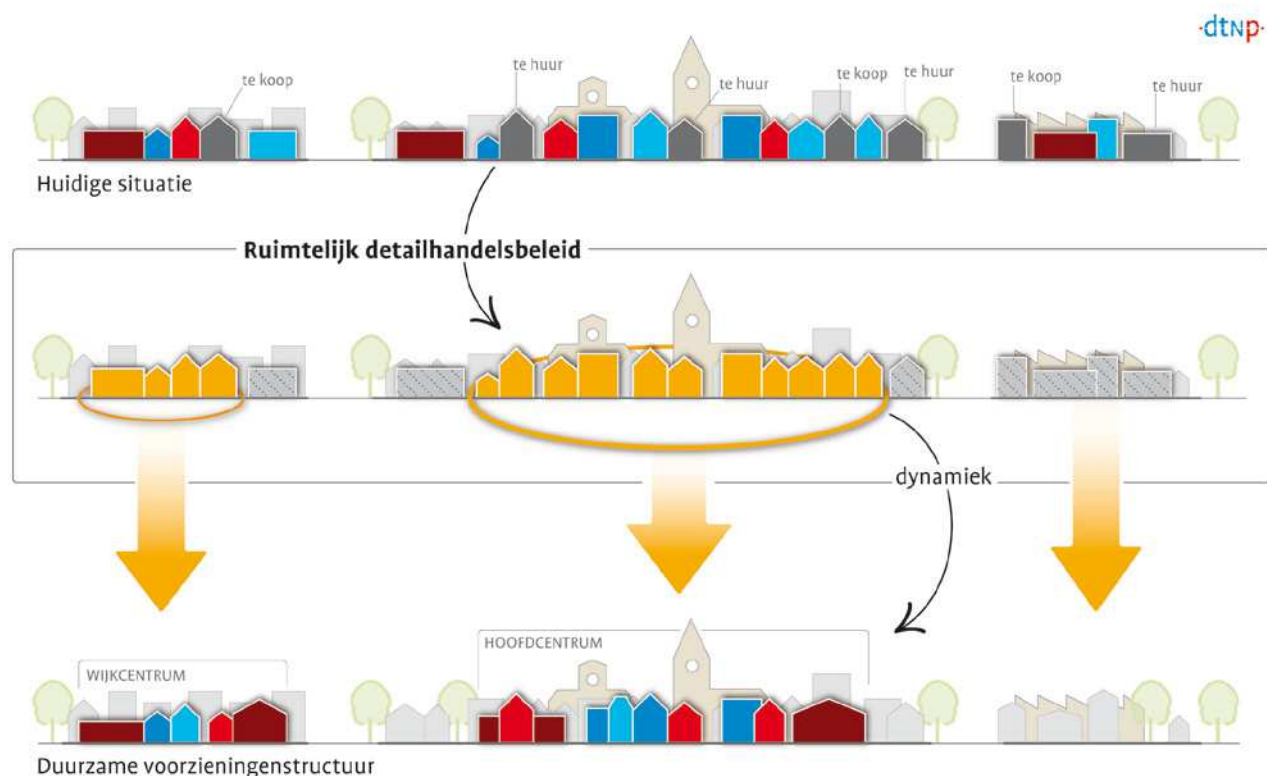 ·dtNp·
te koop
te huur
te huur
te koop
te huur
te koop
te huur
Huidige situatie
Ruimtelijk detailhandelsbeleid
dynamiek
WIJKCENTRUM
HOOFDCENTRUM
Duurzame voorzieningenstructuur